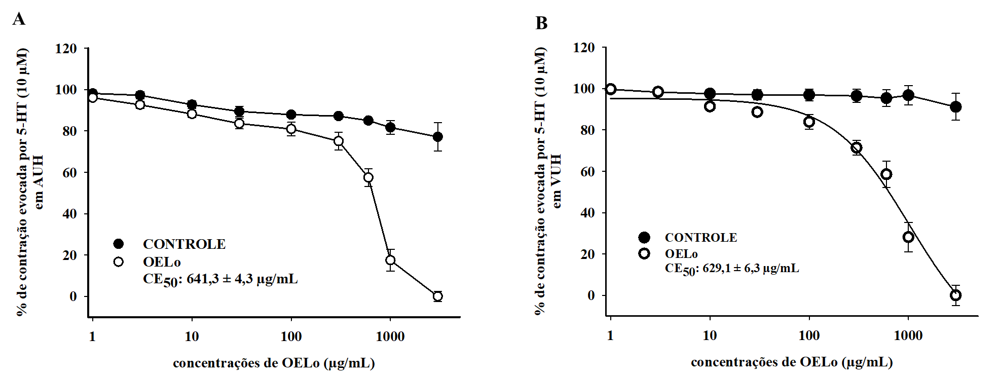 A
% de contração evocada por 5-HT (10 µM)
em AUH
120
100
80
60
40
20
0
CONTROLE
OELo
CE50: 641,3 ± 4,3 µg/mL
1
10
100
1000
concentrações de OELo (µg/mL)
B
% de contração evocada por 5-HT (10 µM)
em VUH
120
100
80
60
40
20
0
CONTROLE
OELo
CE50: 629,1 ± 6,3 µg/mL
1
10
100
1000
concentrações de OELo (µg/mL)